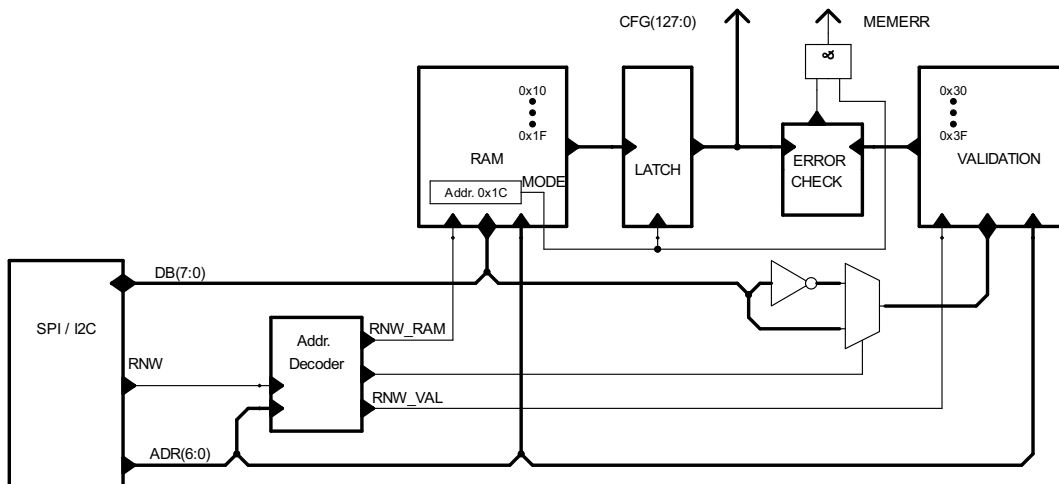 CFG(127:0)
MEMERR
&
0x10
0x1F
RAM
Addr. 0x1C
MODE
LATCH
ERROR
CHECK
0x30
0x3F
VALIDATION
SPI / I2C
DB(7:0)
RNW
ADR(6:0)
Addr.
Decoder
RNW_RAM
RNW_VAL